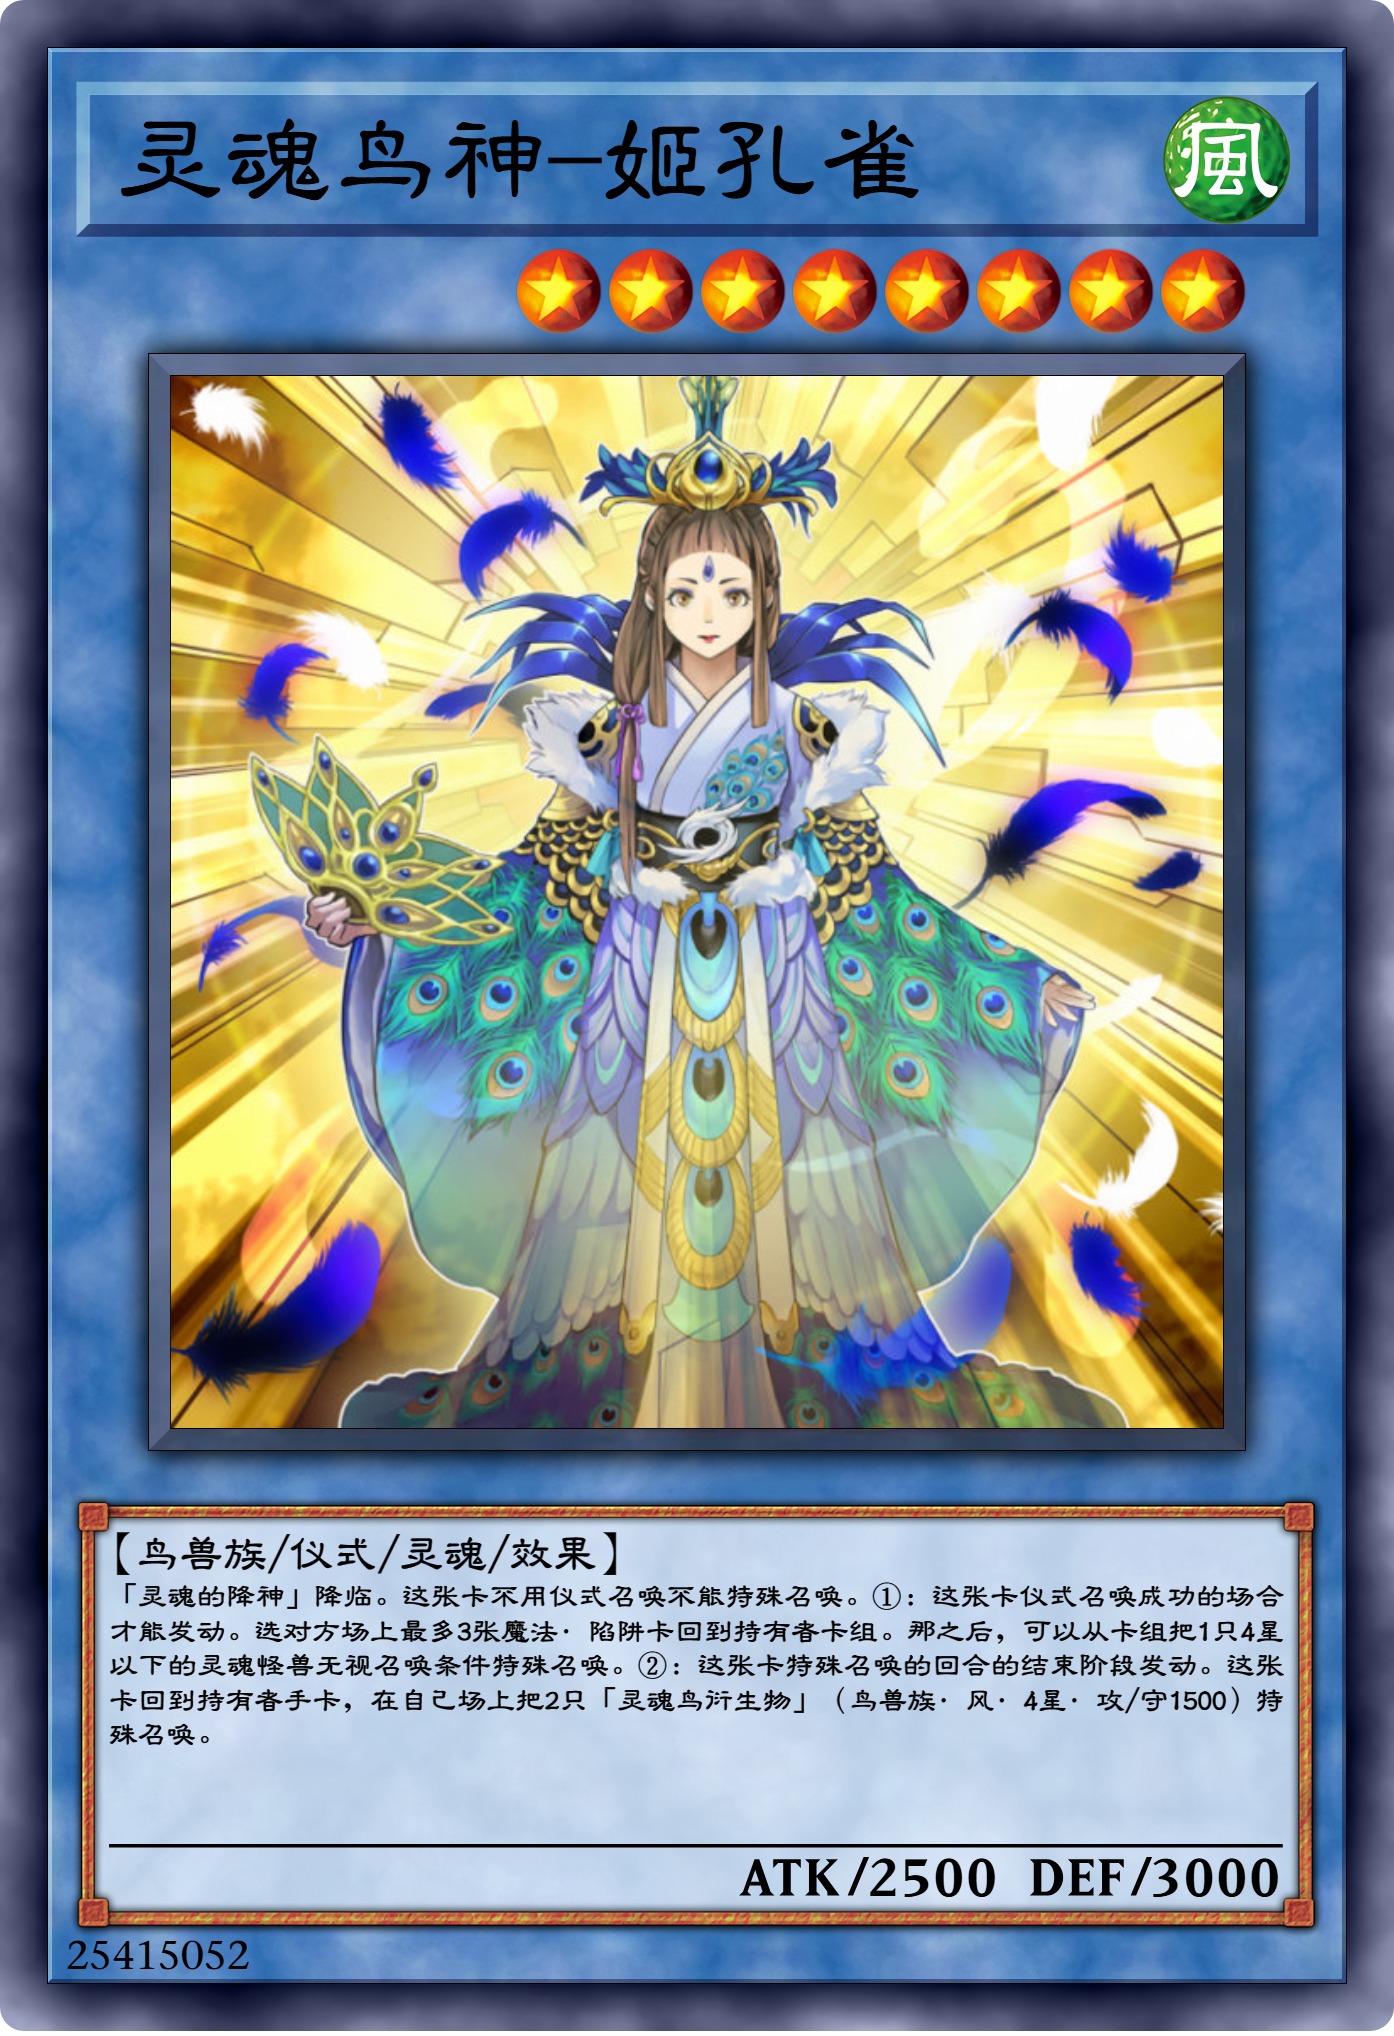 灵魂鸟神-姬孔雀
風
【鸟兽族/仪式/灵魂/效果】
「灵魂的降神」降临。这张卡不用仪式召唤不能特殊召唤。①：这张卡仪式召唤成功的场合
才能发动。选对方场上最多3张魔法·陷阱卡回到持有者卡组。那之后，可以从卡组把1只4星
以下的灵魂怪兽无视召唤条件特殊召唤。②：这张卡特殊召唤的回合的结束阶段发动。这张
卡回到持有者手卡，在自己场上把2只「灵魂鸟衍生物」（鸟兽族·风·4星·攻/守1500）特
殊召唤。
ATK/2500 DEF/3000
25415052